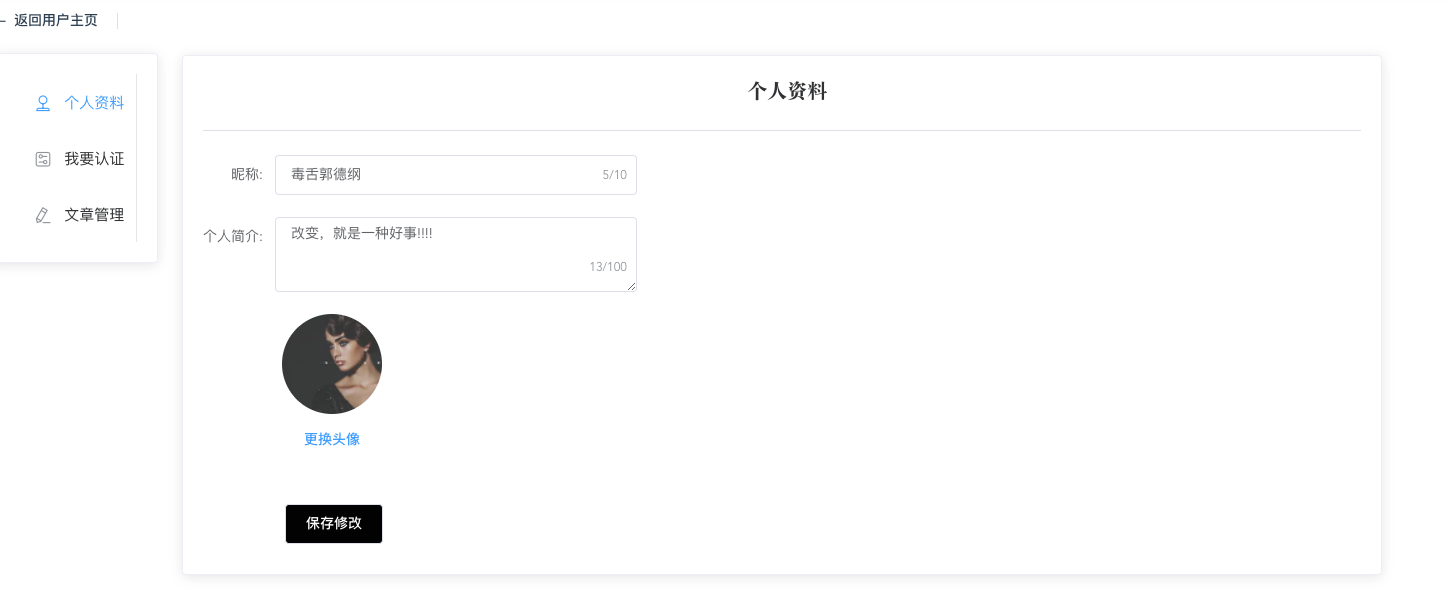 返回用户主页
个人资料
我要认证
文章管理
个人资料
昵称: 毒舌郭德纲 5/10
个人简介: 改变，就是一种好事!!!!
13/100
更换头像
保存修改